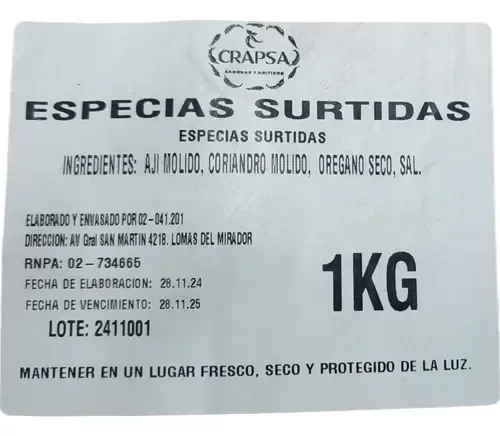 CRAPSA
SABORES Y ADITIVOS
ESPECIAS SURTIDAS
ESPECIAS SURTIDAS
INGREDIENTES: AJI MOLIDO, CORIANDRO MOLIDO, OREGANO SECO, SAL.
ELABORADO Y ENVASADO POR 02-041.201
DIRECCION: AV Gral SAN MARTIN 4218. LOMAS DEL MIRADOR
RNPA: 02-734665
FECHA DE ELABORACION: 28.11.24
FECHA DE VENCIMIENTO: 28.11.25
1KG
LOTE: 2411001
MANTENER EN UN LUGAR FRESCO, SECO Y PROTEGIDO DE LA LUZ.